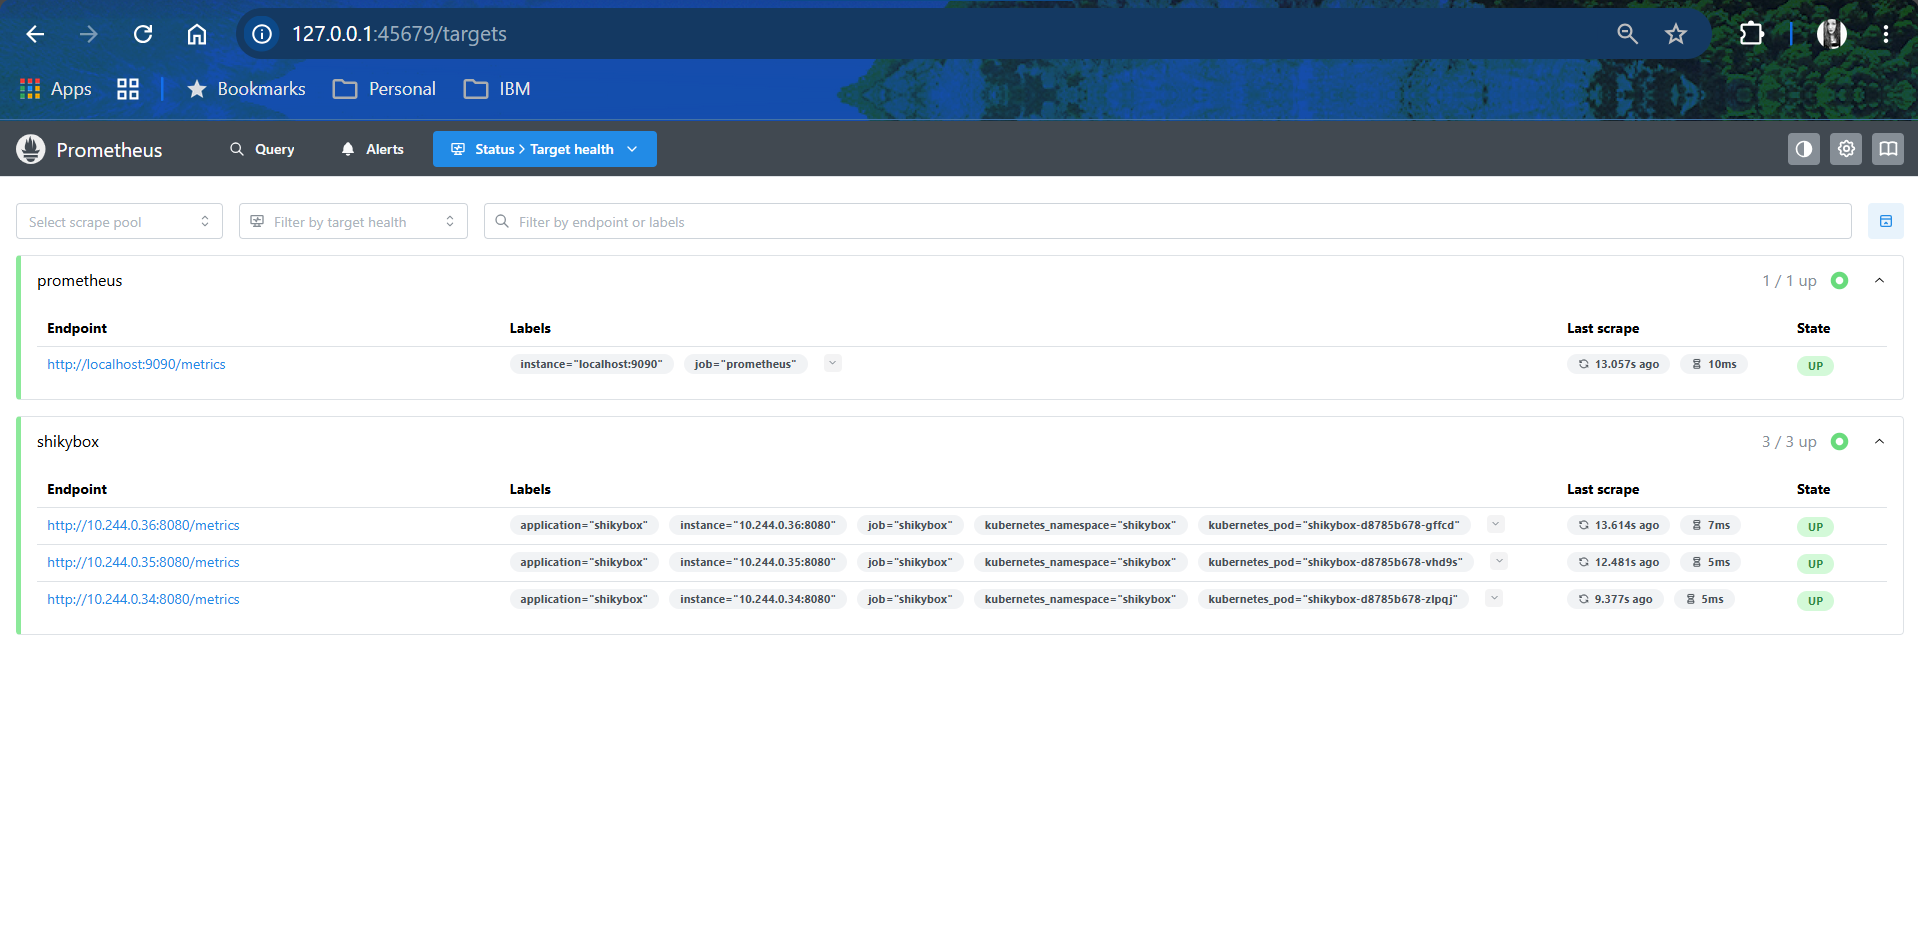 127.0.0.1:45679/targets
Apps Bookmarks Personal IBM
Prometheus Query Alerts Status > Target health
Select scrape pool Filter by target health Filter by endpoint or labels
prometheus 1 / 1 up
Endpoint Labels Last scrape State
http://localhost:9090/metrics instance="localhost:9090" job="prometheus" 13.057s ago 10ms UP
shikybox 3 / 3 up
Endpoint Labels Last scrape State
http://10.244.0.36:8080/metrics application="shikybox" instance="10.244.0.36:8080" job="shikybox" kubernetes_namespace="shikybox" kubernetes_pod="shikybox-d8785b678-gffcd" 13.614s ago 7ms UP
http://10.244.0.35:8080/metrics application="shikybox" instance="10.244.0.35:8080" job="shikybox" kubernetes_namespace="shikybox" kubernetes_pod="shikybox-d8785b678-vhd9s" 12.481s ago 5ms UP
http://10.244.0.34:8080/metrics application="shikybox" instance="10.244.0.34:8080" job="shikybox" kubernetes_namespace="shikybox" kubernetes_pod="shikybox-d8785b678-zlpqj" 9.377s ago 5ms UP